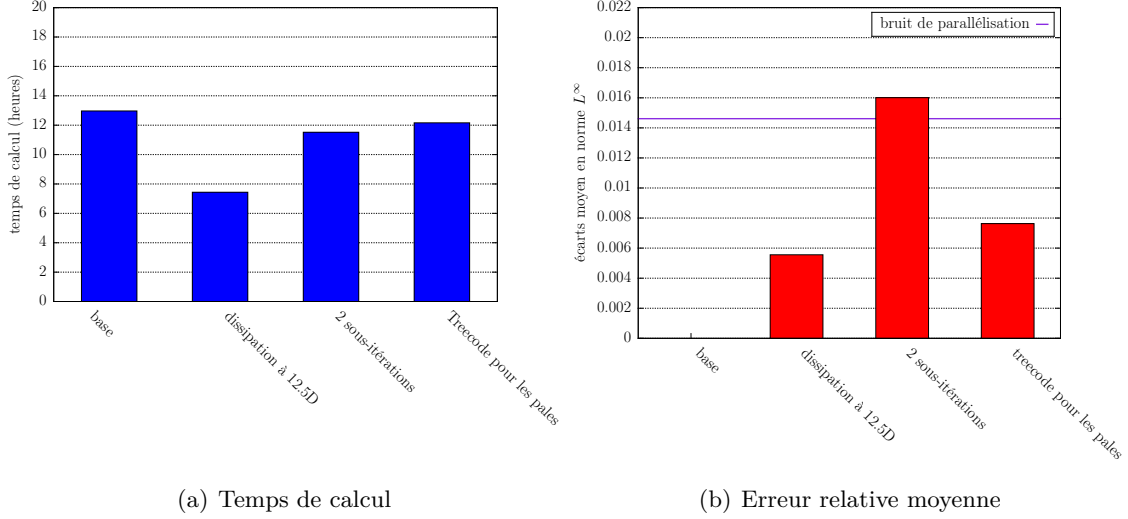 temps de calcul (heures)
20
18
16
14
12
10
8
6
4
2
0
base
dissipation à 12.5D
2 sous-itérations
Treecode pour les pales
(a) Temps de calcul
écarts moyen en norme L∞
bruit de parallélisation
0.022
0.02
0.018
0.016
0.014
0.012
0.01
0.008
0.006
0.004
0.002
0
base
dissipation à 12.5D
2 sous-itérations
treecode pour les pales
(b) Erreur relative moyenne